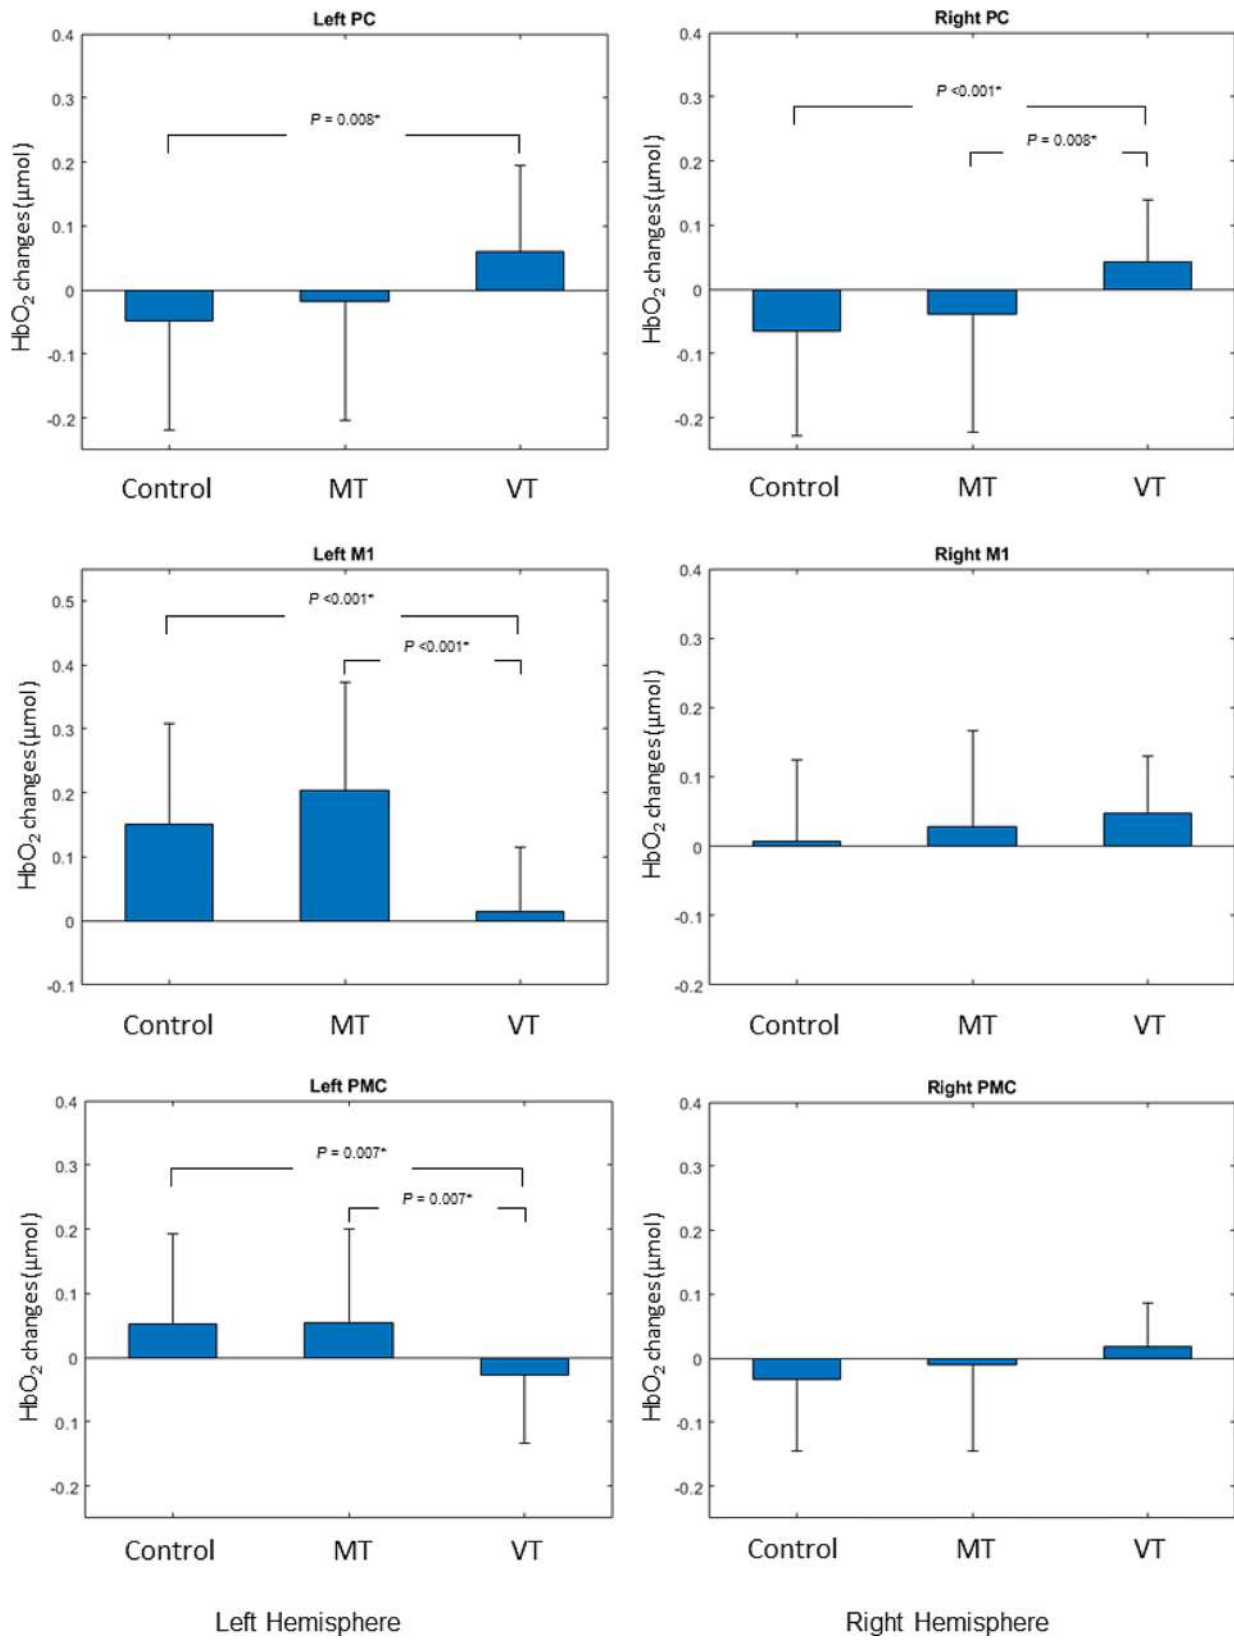 Left PC
HbO2 changes (μmol)
0.4
0.3
0.2
0.1
0
-0.1
-0.2
P = 0.008*
Control MT VT
Right PC
HbO2 changes (μmol)
0.4
0.3
0.2
0.1
0
-0.1
-0.2
P <0.001*
P = 0.008*
Control MT VT
Left M1
HbO2 changes (μmol)
0.5
0.4
0.3
0.2
0.1
0
-0.1
P <0.001*
P <0.001*
Control MT VT
Right M1
HbO2 changes (μmol)
0.4
0.3
0.2
0.1
0
-0.1
-0.2
Control MT VT
Left PMC
HbO2 changes (μmol)
0.4
0.3
0.2
0.1
0
-0.1
-0.2
P = 0.007*
P = 0.007*
Control MT VT
Right PMC
HbO2 changes (μmol)
0.4
0.3
0.2
0.1
0
-0.1
-0.2
Control MT VT
Left Hemisphere
Right Hemisphere